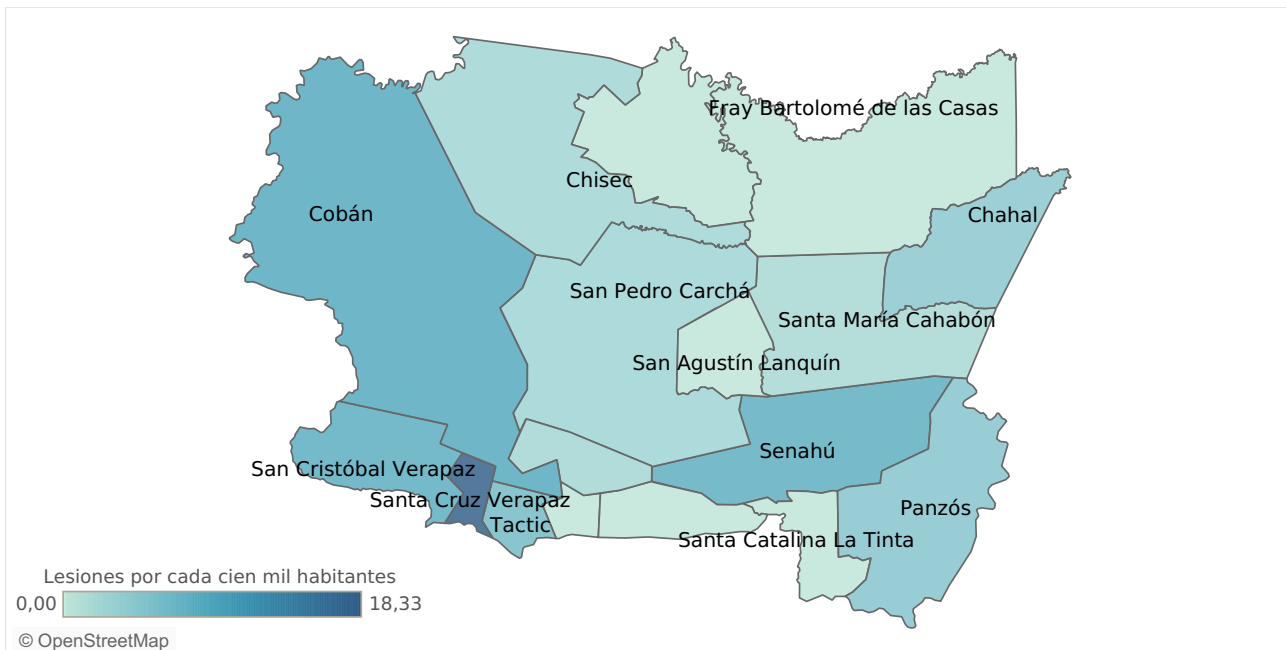 Fray Bartolomé de las Casas
Chisec
Cobán
Chahal
San Pedro Carchá
Santa María Cahabón
San Agustín Lanquín
Senahú
San Cristóbal Verapaz
Santa Cruz Verapaz
Panzós
Tactic
Santa Catalina La Tinta
Lesiones por cada cien mil habitantes
0,00 18,33
© OpenStreetMap